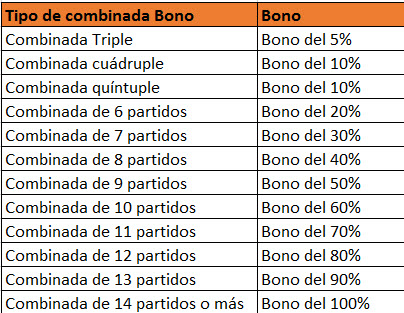 Tipo de combinada Bono Bono
Combinada Triple Bono del 5%
Combinada cuádruple Bono del 10%
Combinada quíntuple Bono del 10%
Combinada de 6 partidos Bono del 20%
Combinada de 7 partidos Bono del 30%
Combinada de 8 partidos Bono del 40%
Combinada de 9 partidos Bono del 50%
Combinada de 10 partidos Bono del 60%
Combinada de 11 partidos Bono del 70%
Combinada de 12 partidos Bono del 80%
Combinada de 13 partidos Bono del 90%
Combinada de 14 partidos o más Bono del 100%